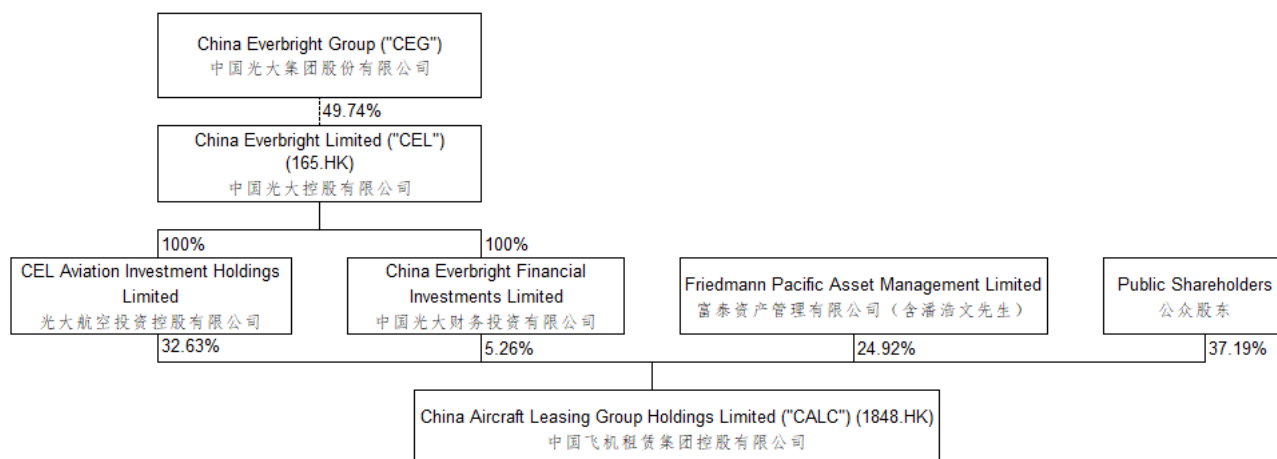 China Everbright Group ("CEG")
中国光大集团股份有限公司
49.74%
China Everbright Limited ("CEL")
(165.HK)
中国光大控股有限公司
100%
100%
CEL Aviation Investment Holdings
Limited
光大航空投资控股有限公司
China Everbright Financial
Investments Limited
中国光大财务投资有限公司
Friedmann Pacific Asset Management Limited
富泰资产管理有限公司（含潘浩文先生）
Public Shareholders
公众股东
32.63%
5.26%
24.92%
37.19%
China Aircraft Leasing Group Holdings Limited ("CALC") (1848.HK)
中国飞机租赁集团控股有限公司